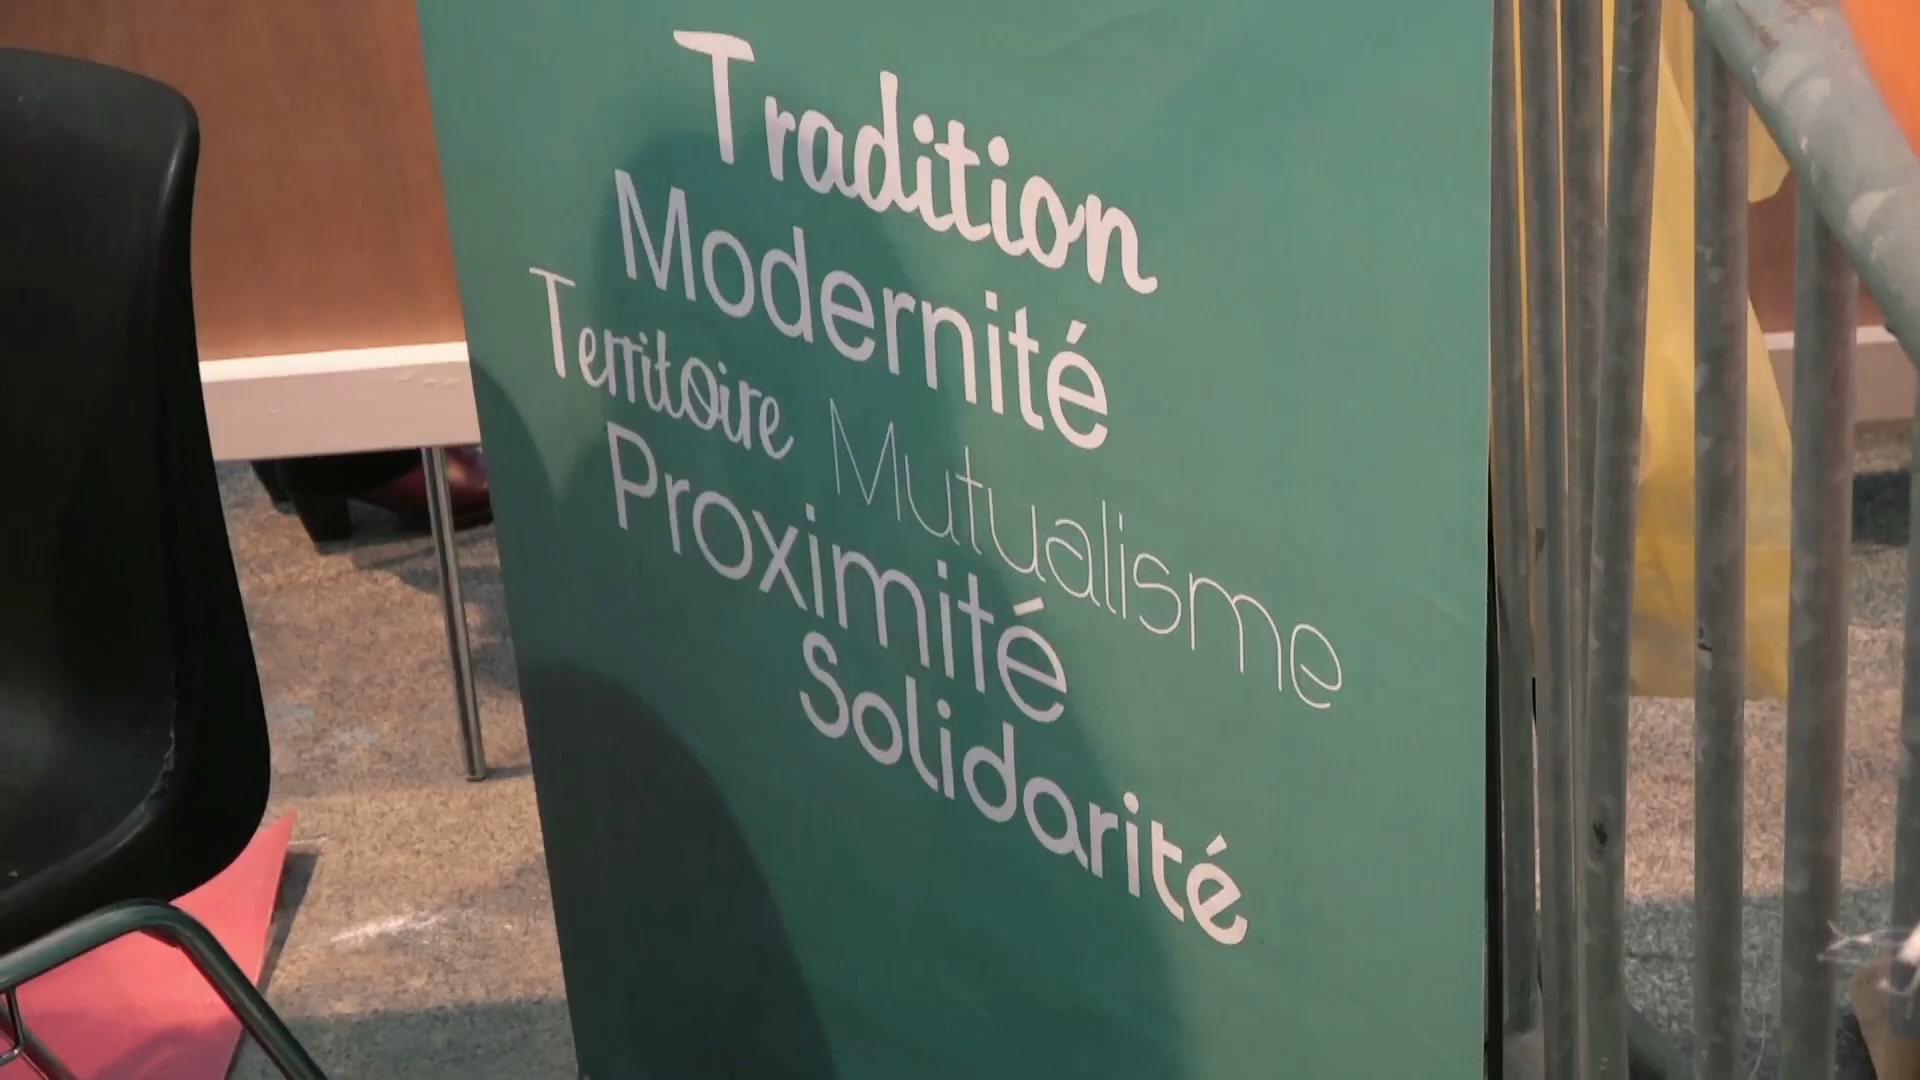 Tradition
Modernité
Territoire Mutualisme
Proximité
Solidarité